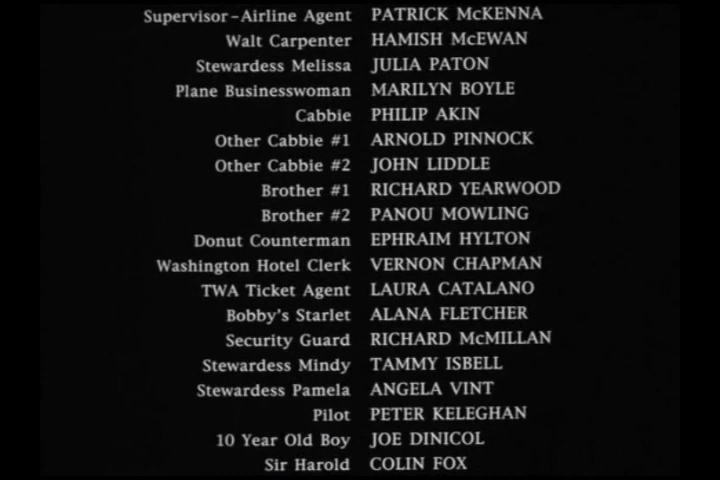 Supervisor-Airline Agent PATRICK McKENNA
Walt Carpenter HAMISH McEWAN
Stewardess Melissa JULIA PATON
Plane Businesswoman MARILYN BOYLE
Cabbie PHILIP AKIN
Other Cabbie #1 ARNOLD PINNOCK
Other Cabbie #2 JOHN LIDDLE
Brother #1 RICHARD YEARWOOD
Brother #2 PANOU MOWLING
Donut Counterman EPHRAIM HYLTON
Washington Hotel Clerk VERNON CHAPMAN
TWA Ticket Agent LAURA CATALANO
Bobby's Starlet ALANA FLETCHER
Security Guard RICHARD McMILLAN
Stewardess Mindy TAMMY ISBELL
Stewardess Pamela ANGELA VINT
Pilot PETER KELEGHAN
10 Year Old Boy JOE DINICOL
Sir Harold COLIN FOX